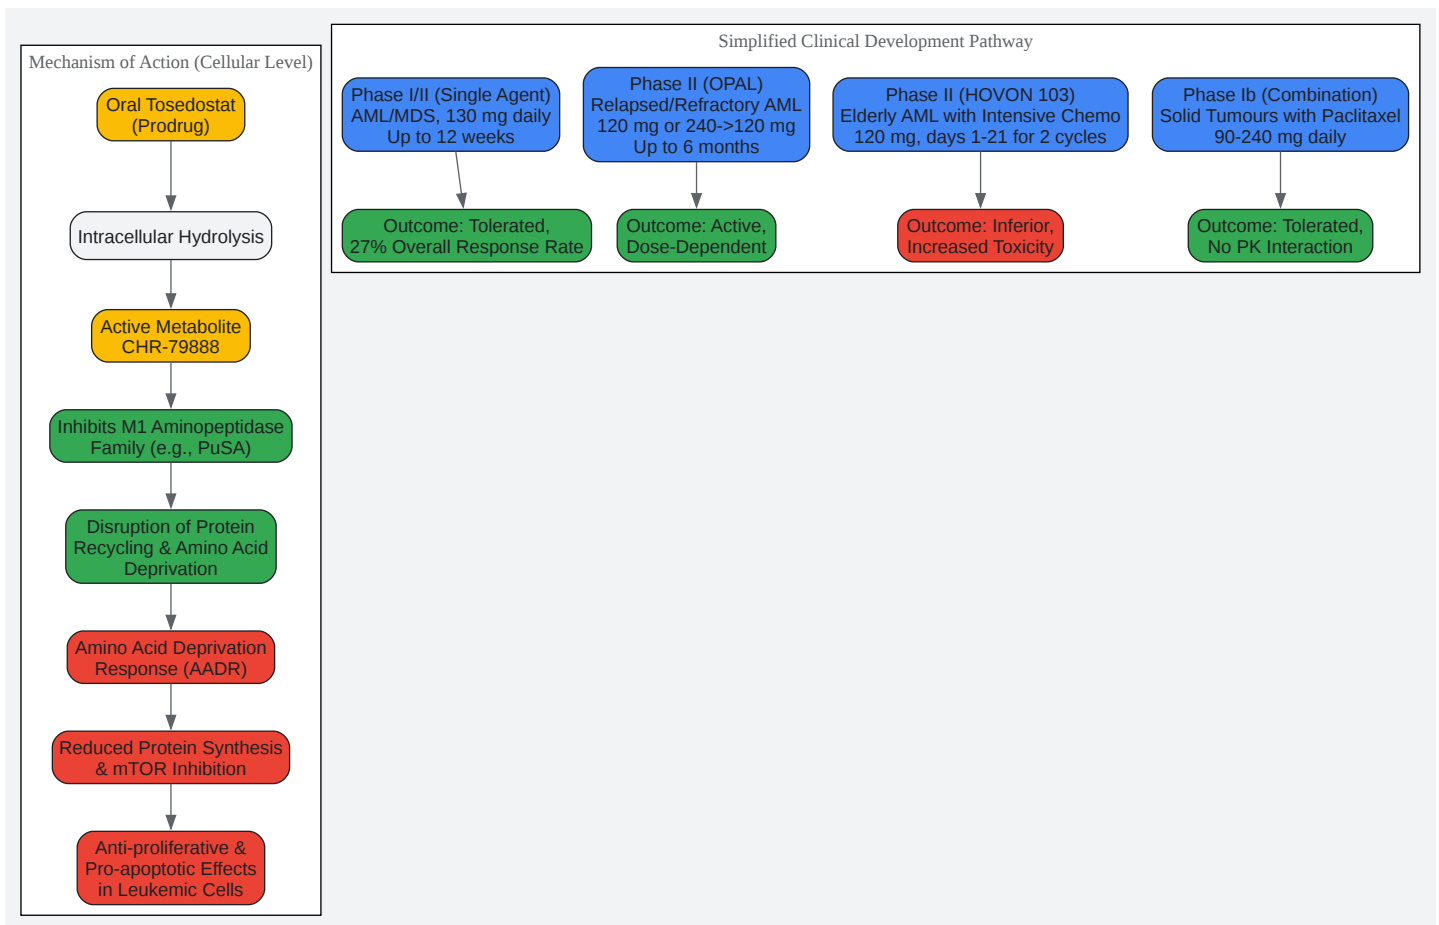 Mechanism of Action (Cellular Level)
Oral Tosedostat
(Prodrug)
Intracellular Hydrolysis
Active Metabolite
CHR-79888
Inhibits M1 Aminopeptidase
Family (e.g., PuSA)
Disruption of Protein
Recycling & Amino Acid
Deprivation
Amino Acid Deprivation
Response (AADR)
Reduced Protein Synthesis
& mTOR Inhibition
Anti-proliferative &
Pro-apoptotic Effects
in Leukemic Cells
Simplified Clinical Development Pathway
Phase I/II (Single Agent)
AML/MDS, 130 mg daily
Up to 12 weeks
Outcome: Tolerated,
27% Overall Response Rate
Phase II (OPAL)
Relapsed/Refractory AML
120 mg or 240->120 mg
Up to 6 months
Outcome: Active,
Dose-Dependent
Phase II (HOVON 103)
Elderly AML with Intensive Chemo
120 mg, days 1-21 for 2 cycles
Outcome: Inferior,
Increased Toxicity
Phase Ib (Combination)
Solid Tumours with Paclitaxel
90-240 mg daily
Outcome: Tolerated,
No PK Interaction